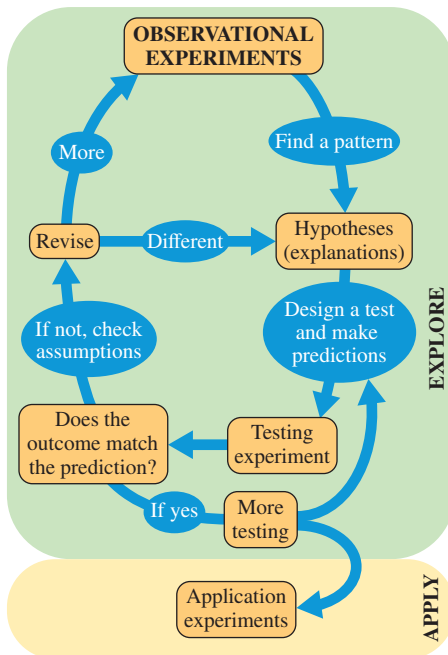 OBSERVATIONAL
EXPERIMENTS
Find a pattern
More
Revise
Different
Hypotheses
(explanations)
Design a test
and make
predictions
If not, check
assumptions
Does the
outcome match
the prediction?
Testing
experiment
If yes
More
testing
EXPLORE
Application
experiments
APPLY